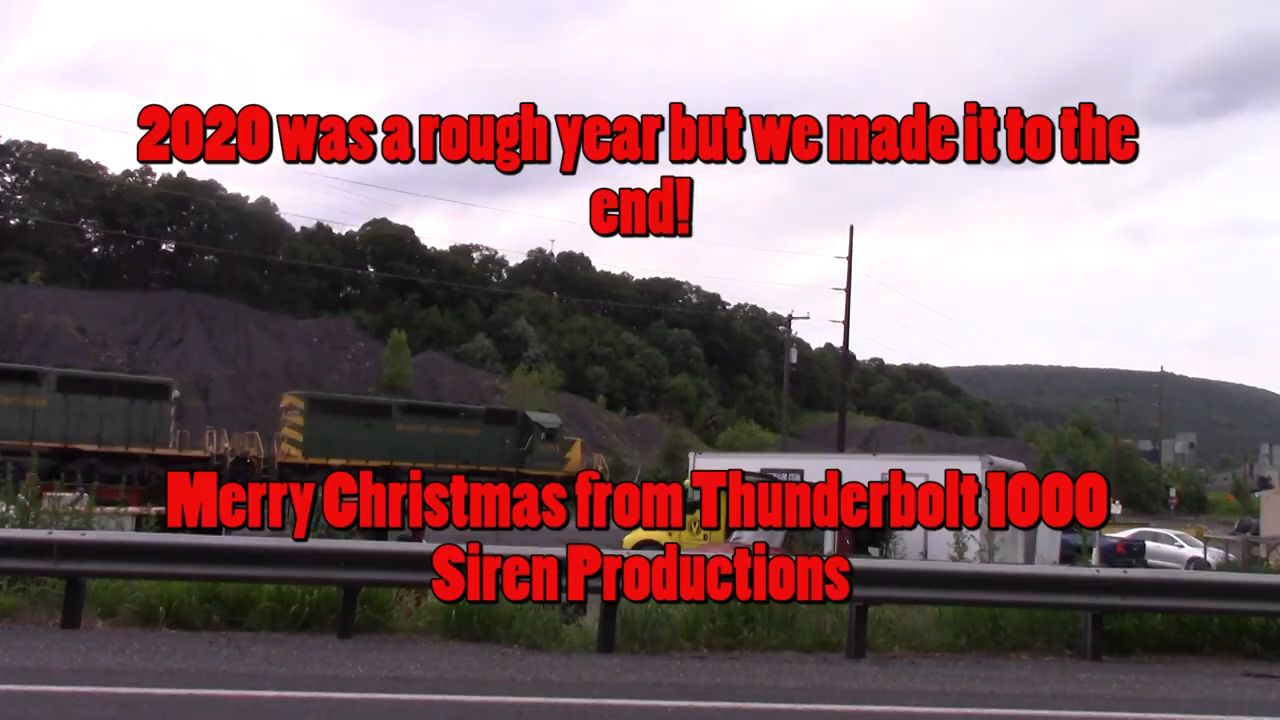 2020 was a rough year but we made it to the
end!
Merry Christmas from Thunderbolt 1000
Siren Productions